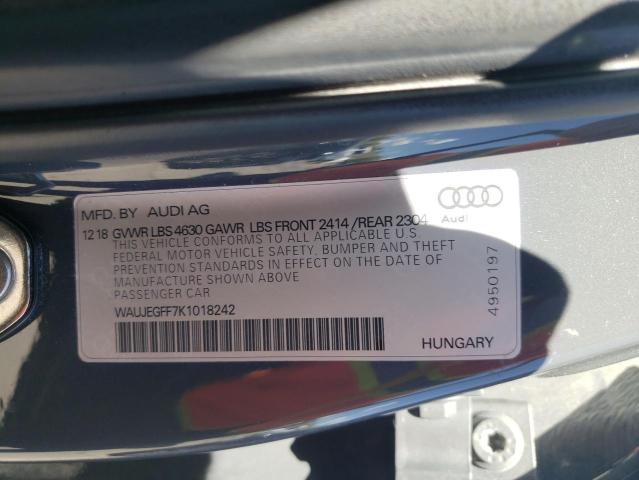 MFD. BY AUDI AG
Audi
12 18 GVWR LBS 4630 GAWR LBS FRONT 2414 / REAR 2304
THIS VEHICLE CONFORMS TO ALL APPLICABLE U.S
FEDERAL MOTOR VEHICLE SAFETY. BUMPER AND THEFT
PREVENTION STANDARDS IN EFFECT ON THE DATE OF
MANUFACTURE SHOWN ABOVE
PASSENGER CAR
WAUJEGFF7K1018242
HUNGARY
4950197